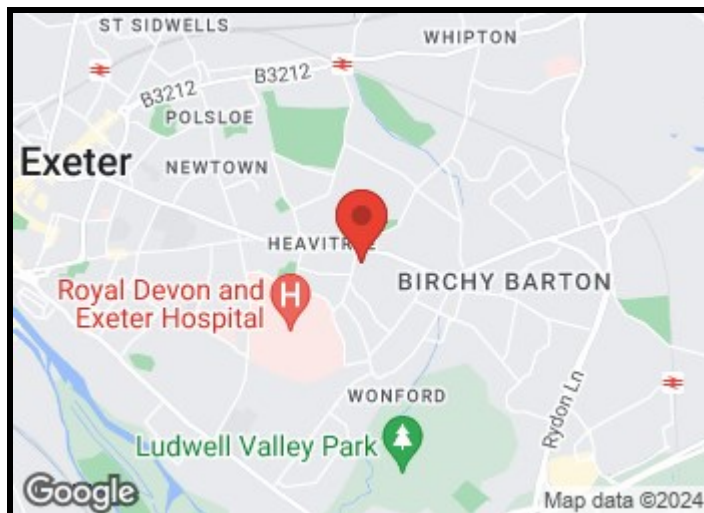 ST SIDWELLS
WHIPTON
B3212
B3212
POLSLOE
Exeter
NEWTOWN
HEAVITRE
BIRCHY BARTON
Royal Devon and
Exeter Hospital
H
WONFORD
Rydon Ln
Ludwell Valley Park
Google
Map data ©2024